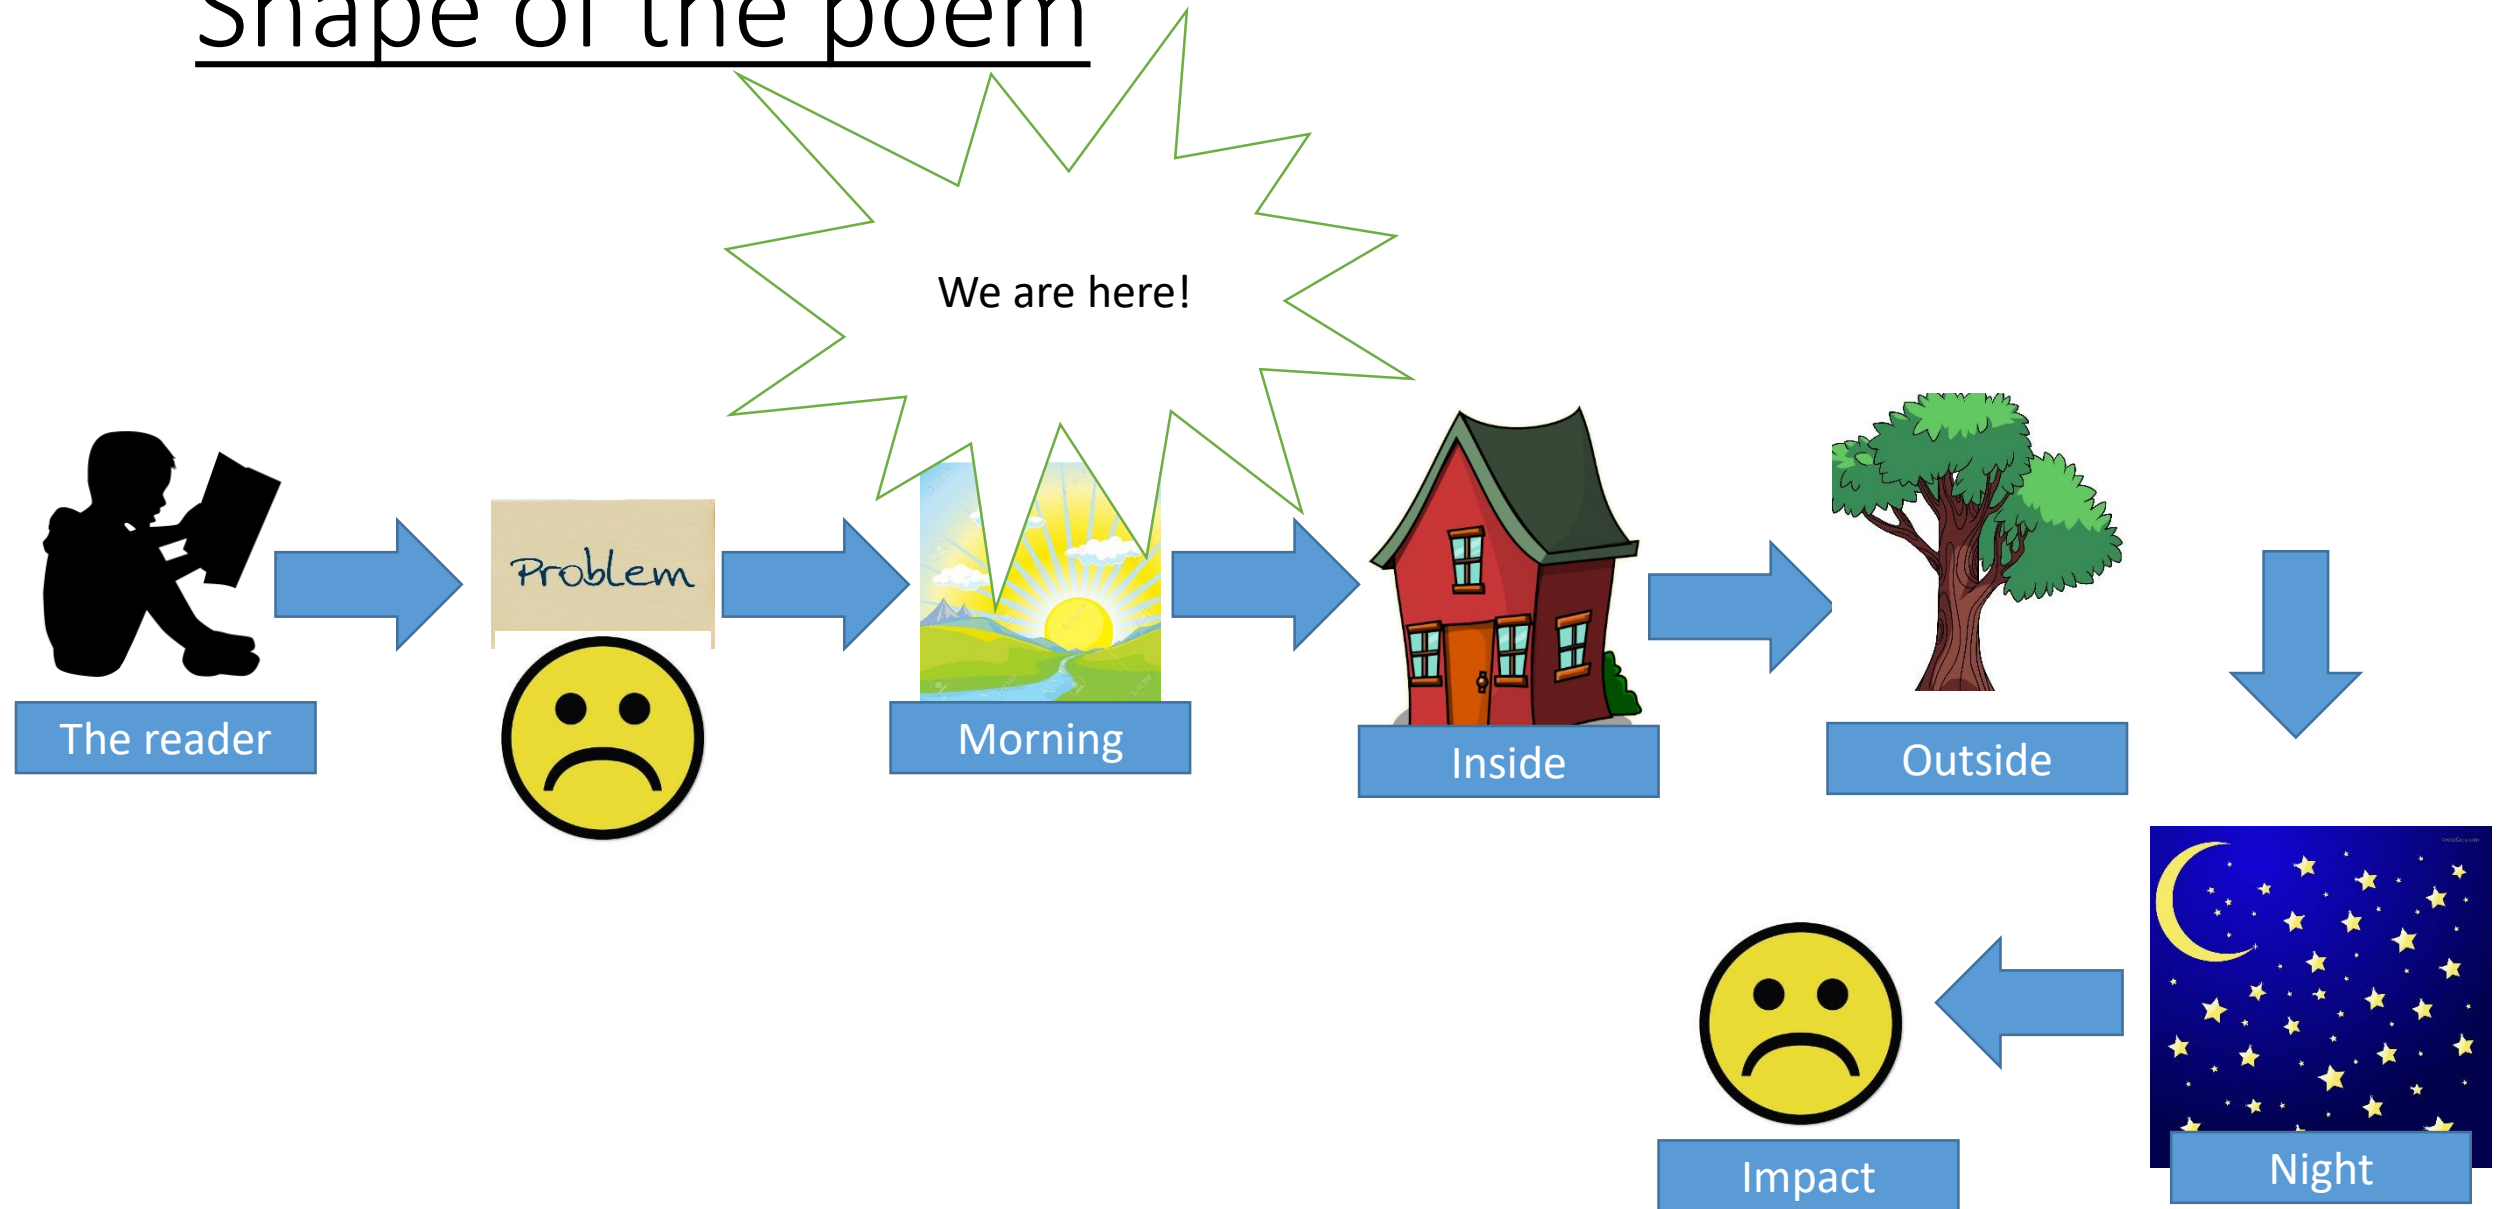 Shape of the poem
We are here!
Problem
The reader
Morning
Inside
Outside
Impact
Night